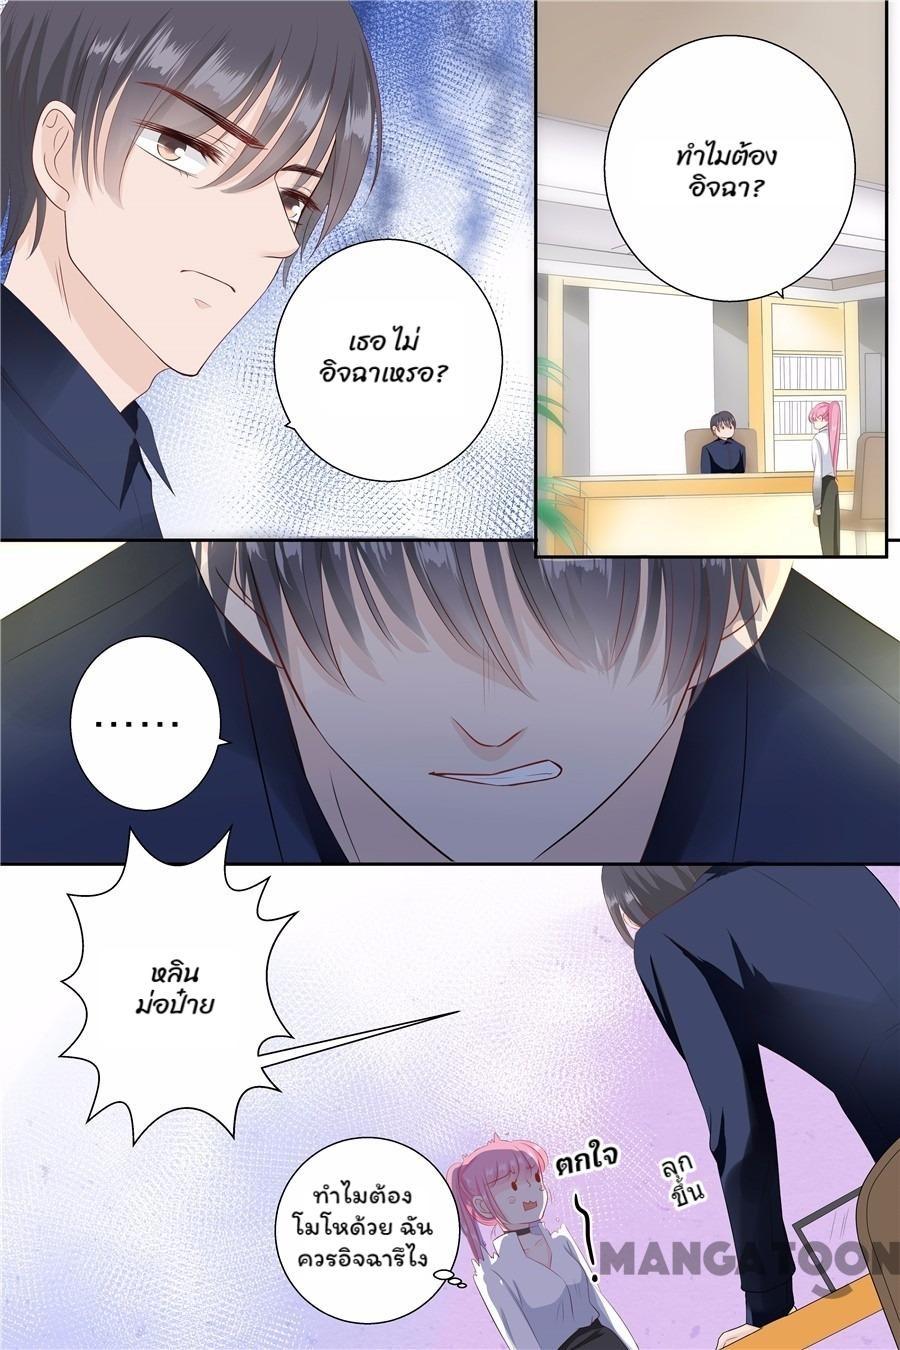 เธอ ไม่
อิจฉาเหรอ?
ทำไมต้อง
อิจฉา?
......
หลิน
ม่อป๋าย
ทำไมต้อง
โมโหด้วย ฉัน
ควรอิจฉารึไง
ตกใจ
ลุก
ขึ้น
MANGATOON